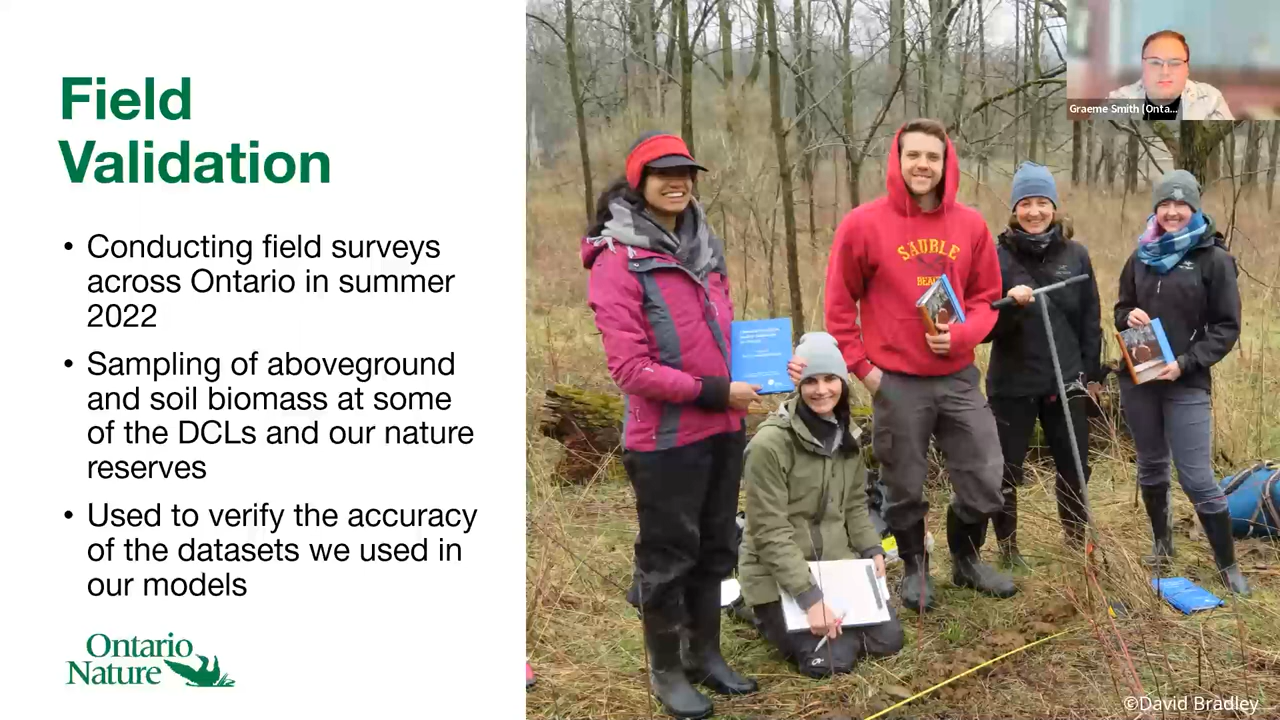 Field
Validation
• Conducting field surveys
across Ontario in summer
2022
• Sampling of aboveground
and soil biomass at some
of the DCLs and our nature
reserves
• Used to verify the accuracy
of the datasets we used in
our models
Ontario
Nature
Graeme Smith (Onta...
SAUBLE
BEACH
©David Bradley